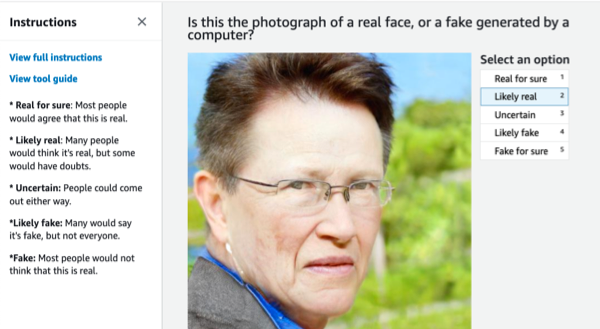 Instructions
X
View full instructions
View tool guide
* Real for sure: Most people
would agree that this is real.
* Likely real: Many people
would think it's real, but some
would have doubts.
* Uncertain: People could come
out either way.
*Likely fake: Many would say
it's fake, but not everyone.
*Fake: Most people would not
think that this is real.
Is this the photograph of a real face, or a fake generated by a
computer?
Select an option
Real for sure 1
Likely real 2
Uncertain 3
Likely fake 4
Fake for sure 5